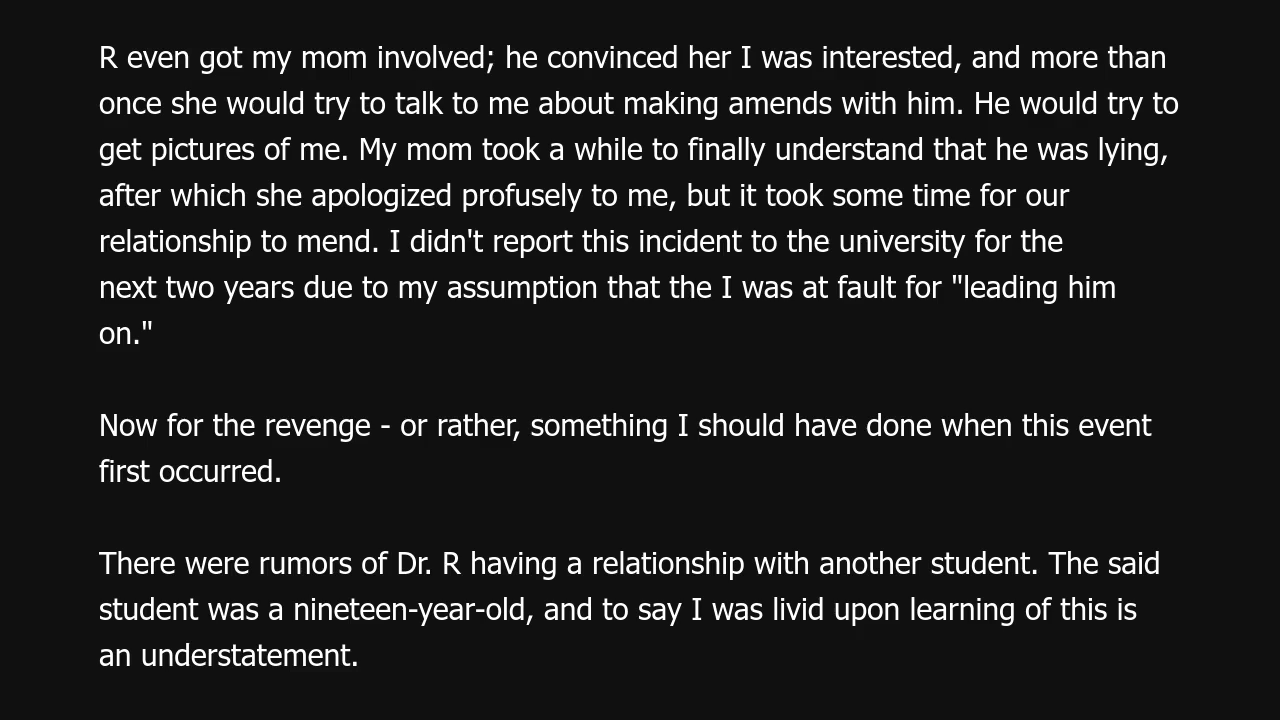 R even got my mom involved; he convinced her I was interested, and more than
once she would try to talk to me about making amends with him. He would try to
get pictures of me. My mom took a while to finally understand that he was lying,
after which she apologized profusely to me, but it took some time for our
relationship to mend. I didn't report this incident to the university for the
next two years due to my assumption that the I was at fault for "leading him
on."
Now for the revenge - or rather, something I should have done when this event
first occurred.
There were rumors of Dr. R having a relationship with another student. The said
student was a nineteen-year-old, and to say I was livid upon learning of this is
an understatement.